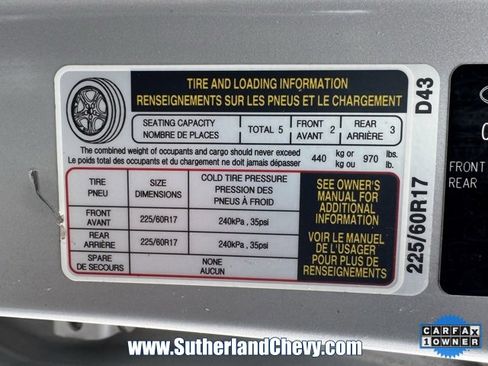 TIRE AND LOADING INFORMATION
RENSEIGNEMENTS SUR LES PNEUS ET LE CHARGEMENT
SEATING CAPACITY
NOMBRE DE PLACES
TOTAL 5
FRONT
AVANT 2
REAR
ARRIÈRE 3
The combined weight of occupants and cargo should never exceed
Le poids total des occupants et du chargement ne doit jamais dépasser
440 kg or kg ou 970 lbs. lb.
TIRE
PNEU
SIZE
DIMENSIONS
COLD TIRE PRESSURE
PRESSION DES
PNEUS À FROID
FRONT
AVANT
225/60R17
240kPa , 35psi
REAR
ARRIÈRE
225/60R17
240kPa , 35psi
SPARE
DE SECOURS
NONE
AUCUN
SEE OWNER'S
MANUAL FOR
ADDITIONAL
INFORMATION
VOIR LE MANUEL
DE L'USAGER
POUR PLUS DE
RENSEIGNEMENTS
225/60R17 D43
FRONT
REAR
www.SutherlandChevy.com
CARFAX
1 OWNER